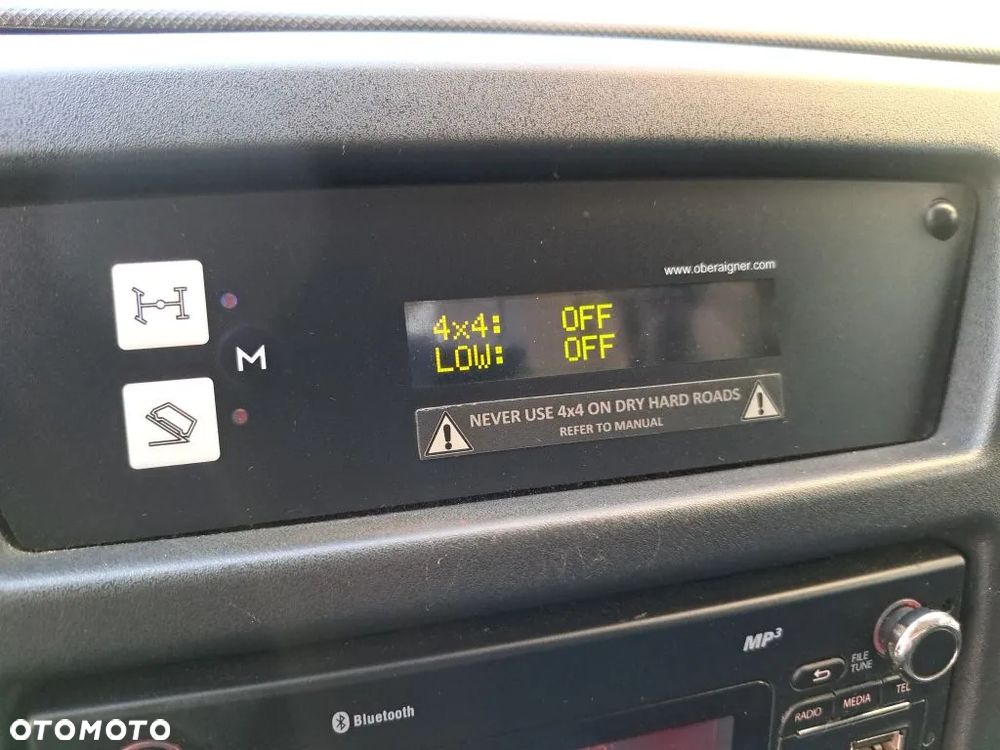 www.oberaigner.com
M
4x4: OFF
LOW: OFF
NEVER USE 4x4 ON DRY HARD ROADS
REFER TO MANUAL
MP3
FILE
TUNE
Bluetooth
RADIO MEDIA TEL
OTOMOTO